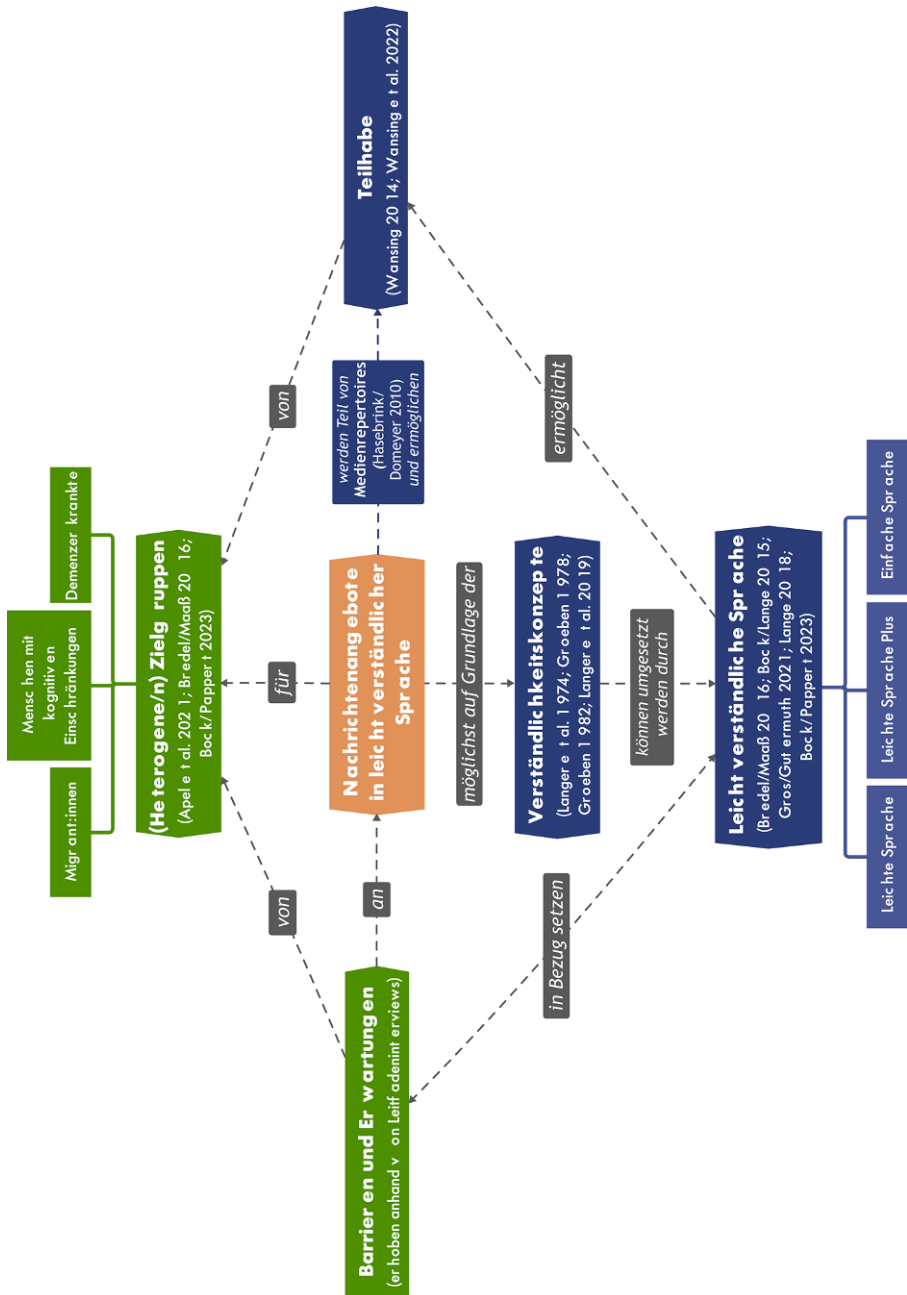 Migrant:innen
Menschen mit
kognitiven
Einschränkungen
Demenzerkrankte
(Heterogene/n) Zielgruppen
(Apel et al. 2021; Bredel/Maaß 2016;
Bock/Pappert 2023)
von
für
von
Barrieren und Erwartungen
(erhoben anhand von Leitfadeninterviews)
an
Nachrichtenangebote
in leicht verständlicher
Sprache
werden Teil von
Medienrepertoires
(Hasebrink/
Domeyer 2010)
und ermöglichen
Teilhabe
(Wansing 2014; Wansing et al. 2022)
möglichst auf Grundlage der
Verständlichkeitskonzepte
(Langer et al. 1974; Groeben 1978;
Groeben 1982; Langer et al. 2019)
in Bezug setzen
können umgesetzt
werden durch
ermöglicht
Leicht verständliche Sprache
(Bredel/Maaß 2016; Bock/Lange 2015;
Gros/Gutermuth 2021; Lange 2018;
Bock/Pappert 2023)
Leichte Sprache
Leichte Sprache Plus
Einfache Sprache